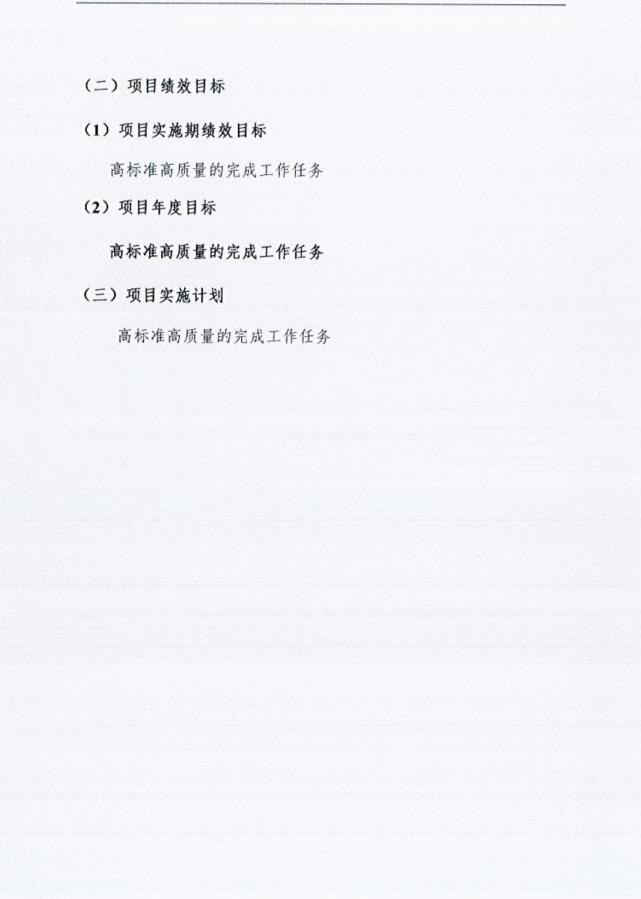 （二）项目绩效目标
（1）项目实施期绩效目标
高标准高质量的完成工作任务
（2）项目年度目标
高标准高质量的完成工作任务
（三）项目实施计划
高标准高质量的完成工作任务